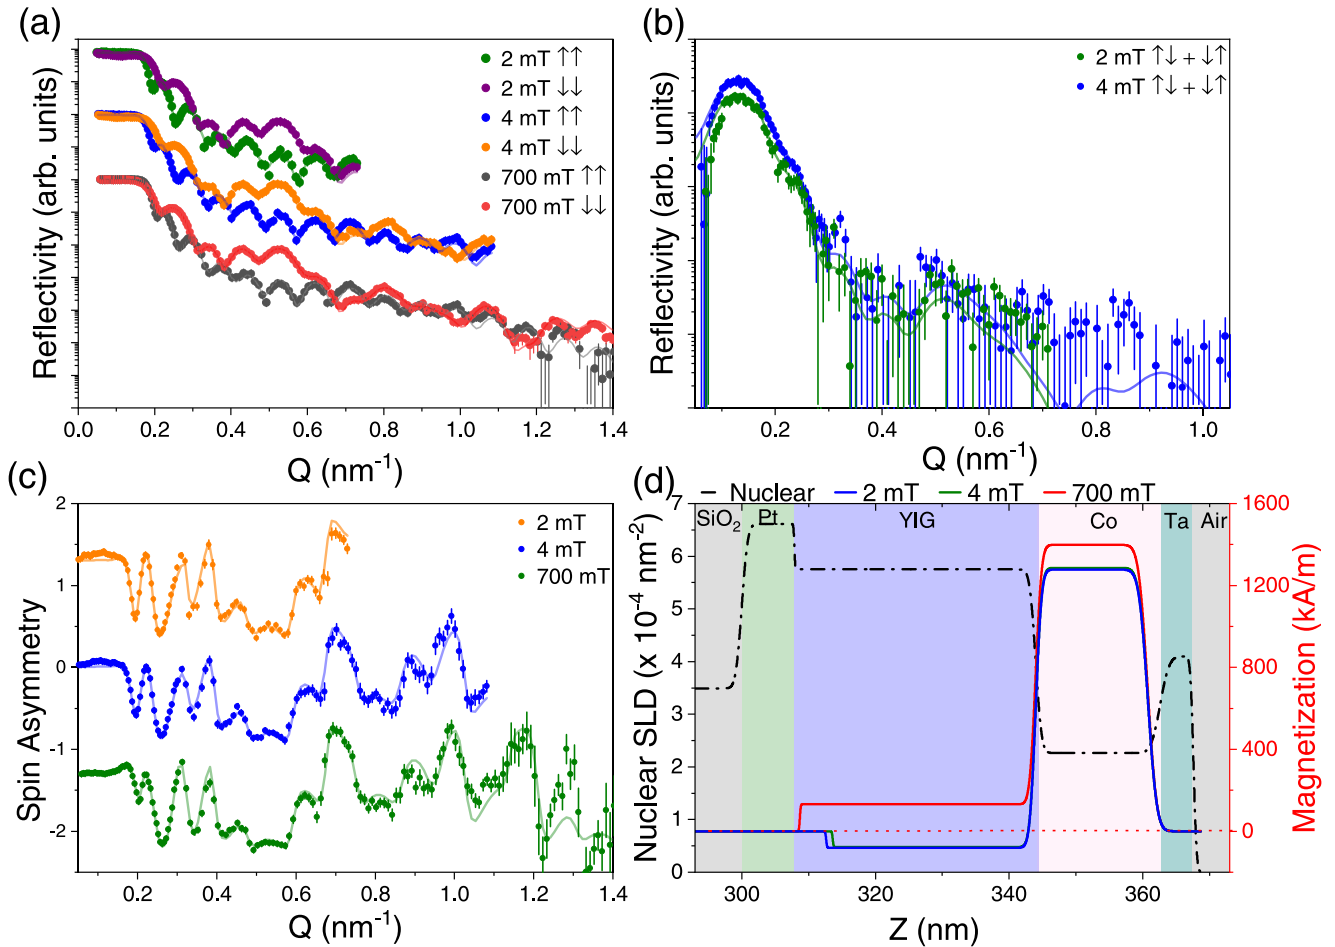 (a)
2 mT ↑↑
2 mT ↓↓
4 mT ↑↑
4 mT ↓↓
700 mT ↑↑
700 mT ↓↓
Reflectivity (arb. units)
0.0 0.2 0.4 0.6 0.8 1.0 1.2 1.4
Q (nm⁻¹)
(b)
2 mT ↑↓ + ↓↑
4 mT ↑↓ + ↓↑
Reflectivity (arb. units)
0.2 0.4 0.6 0.8 1.0
Q (nm⁻¹)
(c)
2 mT
4 mT
700 mT
Spin Asymmetry
2
1
0
-1
-2
0.2 0.4 0.6 0.8 1.0 1.2 1.4
Q (nm⁻¹)
(d)
Nuclear 2 mT 4 mT 700 mT
SiO₂ Pt YIG Co Ta Air
Nuclear SLD (x 10⁻⁴ nm⁻²)
7
6
5
4
3
2
1
0
1600
1200
800
400
0
Magnetization (kA/m)
300 320 340 360
Z (nm)